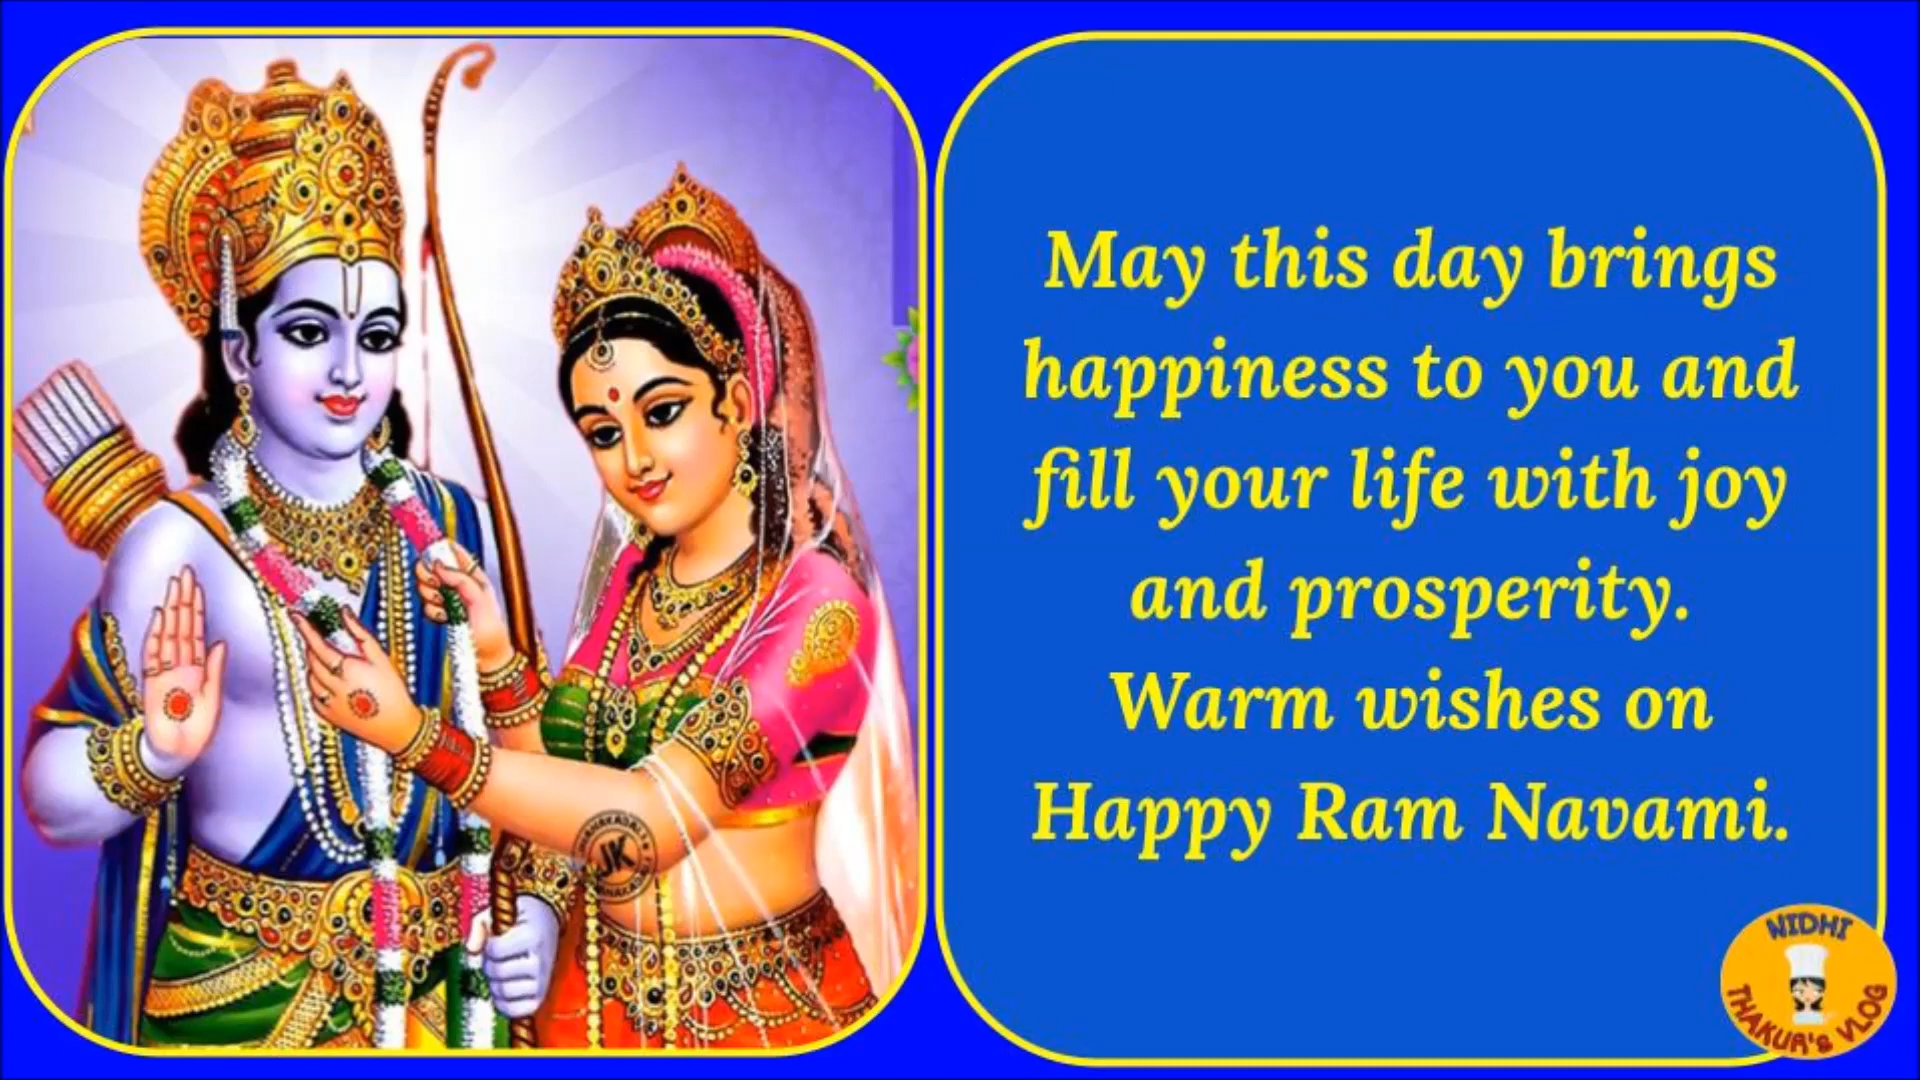 May this day brings
happiness to you and
fill your life with joy
and prosperity.
Warm wishes on
Happy Ram Navami.
JK
NIDHI
THAKUR'S VLOG